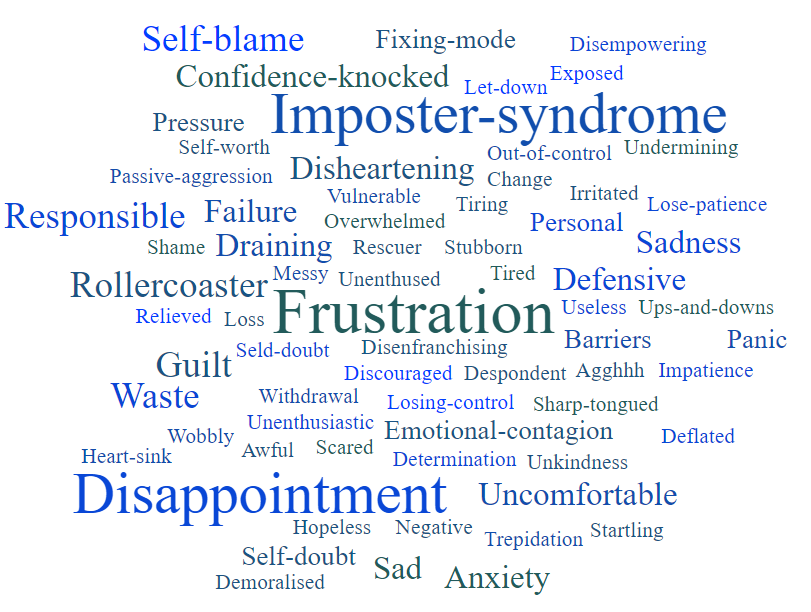 Self-blame Fixing-mode Disempowering
Confidence-knocked Let-down Exposed
Pressure Imposter-syndrome
Self-worth Disheartening Out-of-control Undermining
Passive-aggression Change
Responsible Failure Vulnerable Tiring Irritated Lose-patience
Overwhelmed Personal
Shame Draining Rescuer Stubborn Sadness
Rollercoaster Messy Unenthused Tired Defensive
Relieved Loss Frustration Useless Ups-and-downs
Seld-doubt Disenfranchising Barriers Panic
Guilt Discouraged Despondent Agghhh Impatience
Waste Withdrawal Losing-control Sharp-tongued
Unenthusiastic Emotional-contagion
Wobbly Awful Scared Deflated
Heart-sink Determination Unkindness
Disappointment Uncomfortable
Hopeless Negative Trepidation Startling
Self-doubt Sad Anxiety
Demoralised